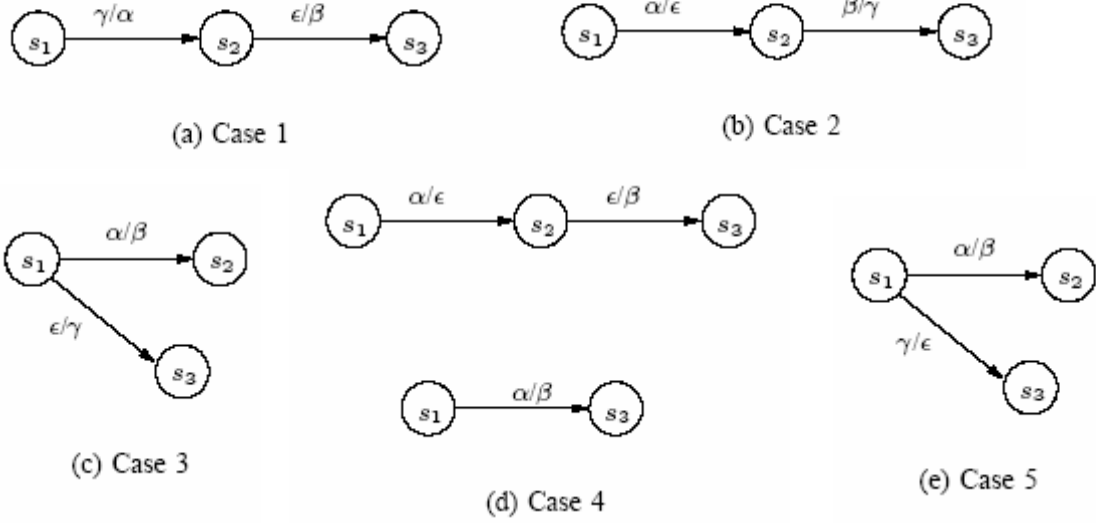 γ/α ε/β
s₁ s₂ s₃
(a) Case 1
α/ε β/γ
s₁ s₂ s₃
(b) Case 2
α/β
s₁ s₂
ε/γ
s₃
(c) Case 3
α/ε ε/β
s₁ s₂ s₃
α/β
s₁ s₃
(d) Case 4
α/β
s₁ s₂
γ/ε
s₃
(e) Case 5